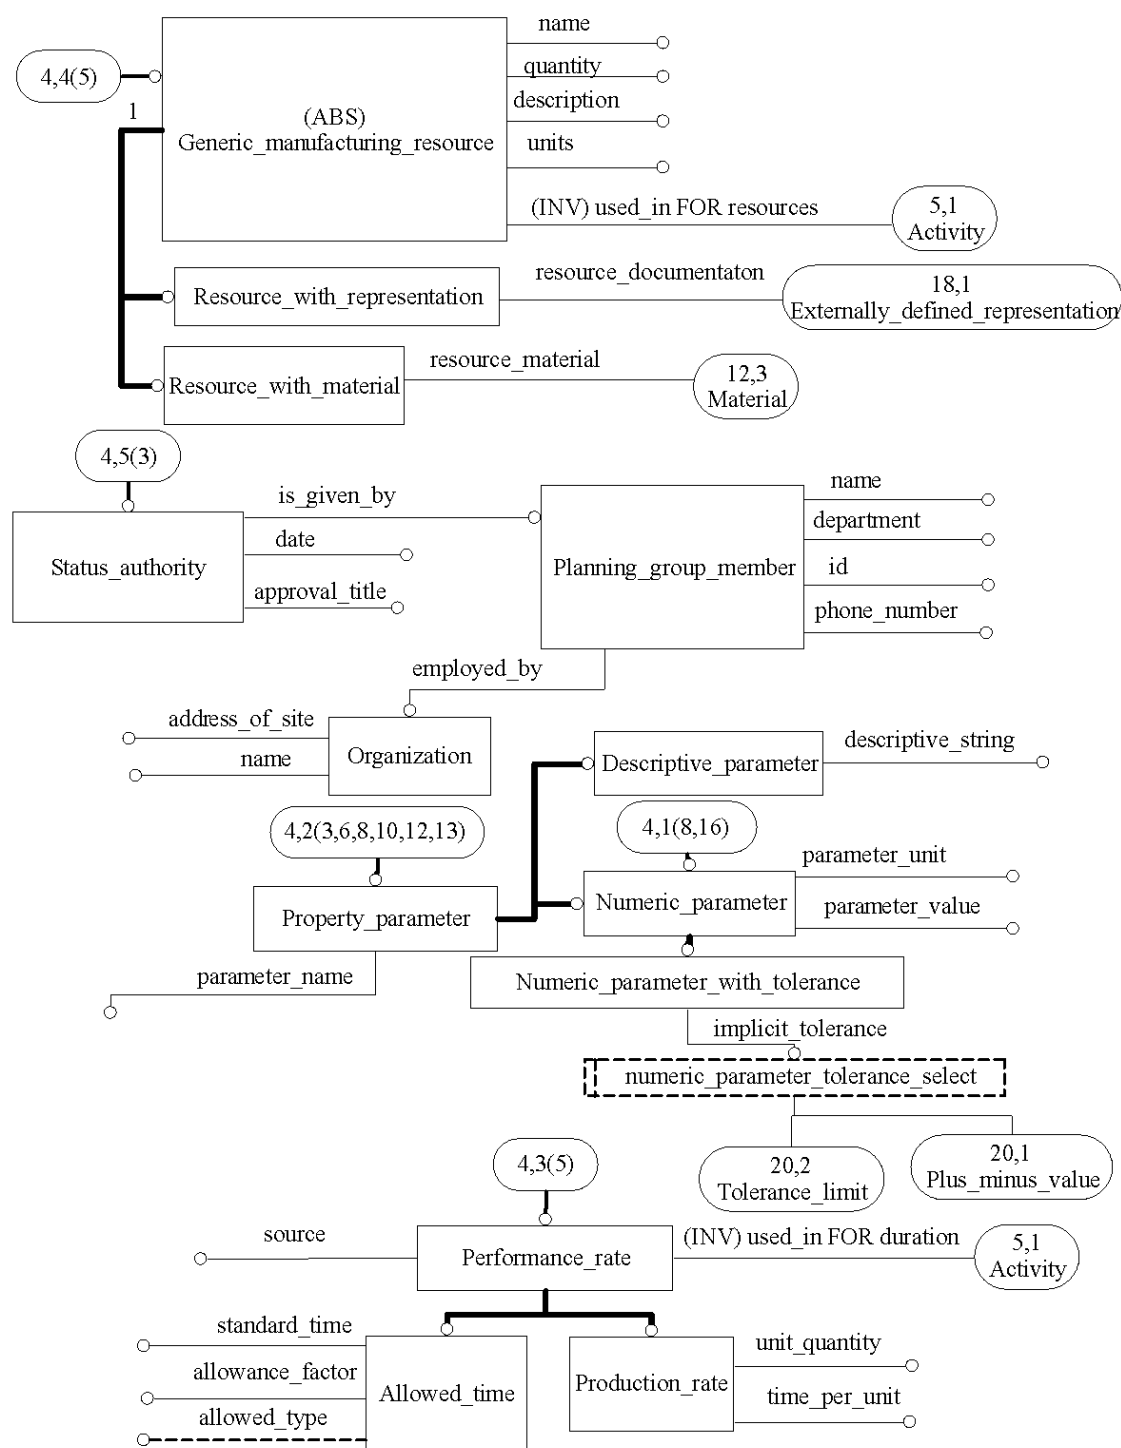 name
4,4(5)
quantity
description
1
(ABS)
Generic_manufacturing_resource
units
(INV) used_in FOR resources
5,1
Activity
resource_documentaton
Resource_with_representation
18,1
Externally_defined_representation
resource_material
Resource_with_material
12,3
Material
4,5(3)
is_given_by
name
date
department
Status_authority
Planning_group_member
id
approval_title
phone_number
employed_by
address_of_site
name
Organization
descriptive_string
Descriptive_parameter
4,2(3,6,8,10,12,13)
4,1(8,16)
parameter_unit
Property_parameter
Numeric_parameter
parameter_value
parameter_name
Numeric_parameter_with_tolerance
implicit_tolerance
numeric_parameter_tolerance_select
4,3(5)
20,2
Tolerance_limit
20,1
Plus_minus_value
source
Performance_rate
(INV) used_in FOR duration
5,1
Activity
standard_time
allowance_factor
allowed_type
Allowed_time
Production_rate
unit_quantity
time_per_unit